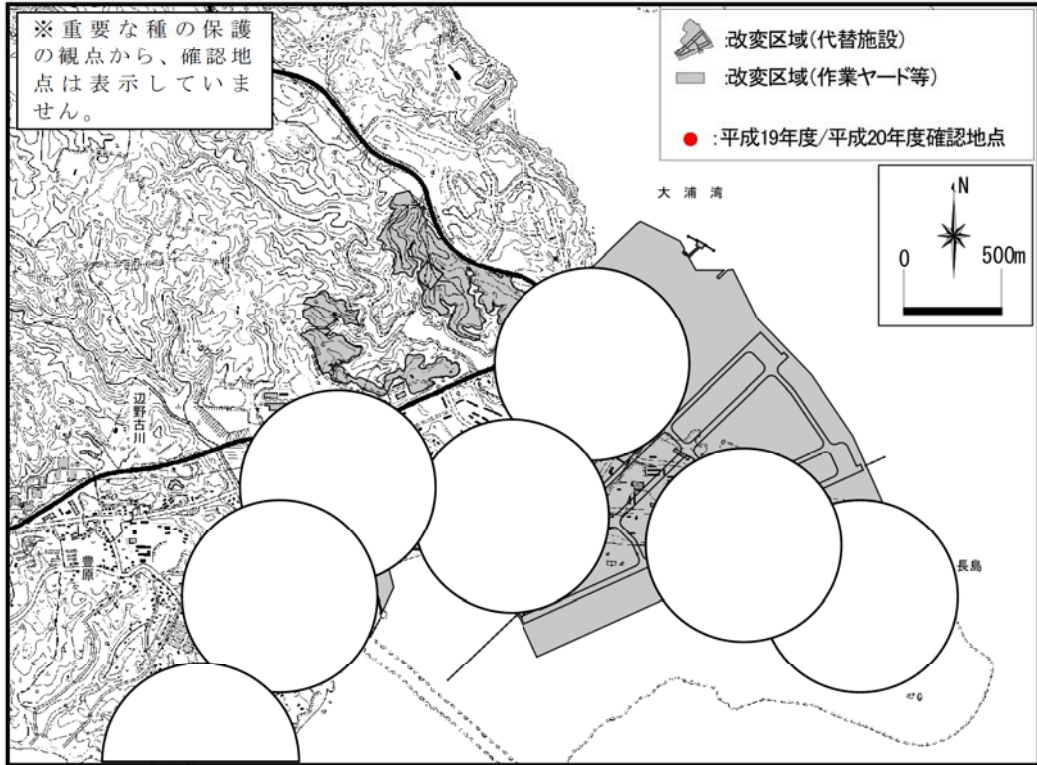 ※重要な種の保護
の観点から、確認地
点は表示していま
せん。
:改変区域(代替施設)
:改変区域(作業ヤード等)
:平成19年度/平成20年度確認地点
大浦湾
N
0 500m
辺野古川
豊原
長島